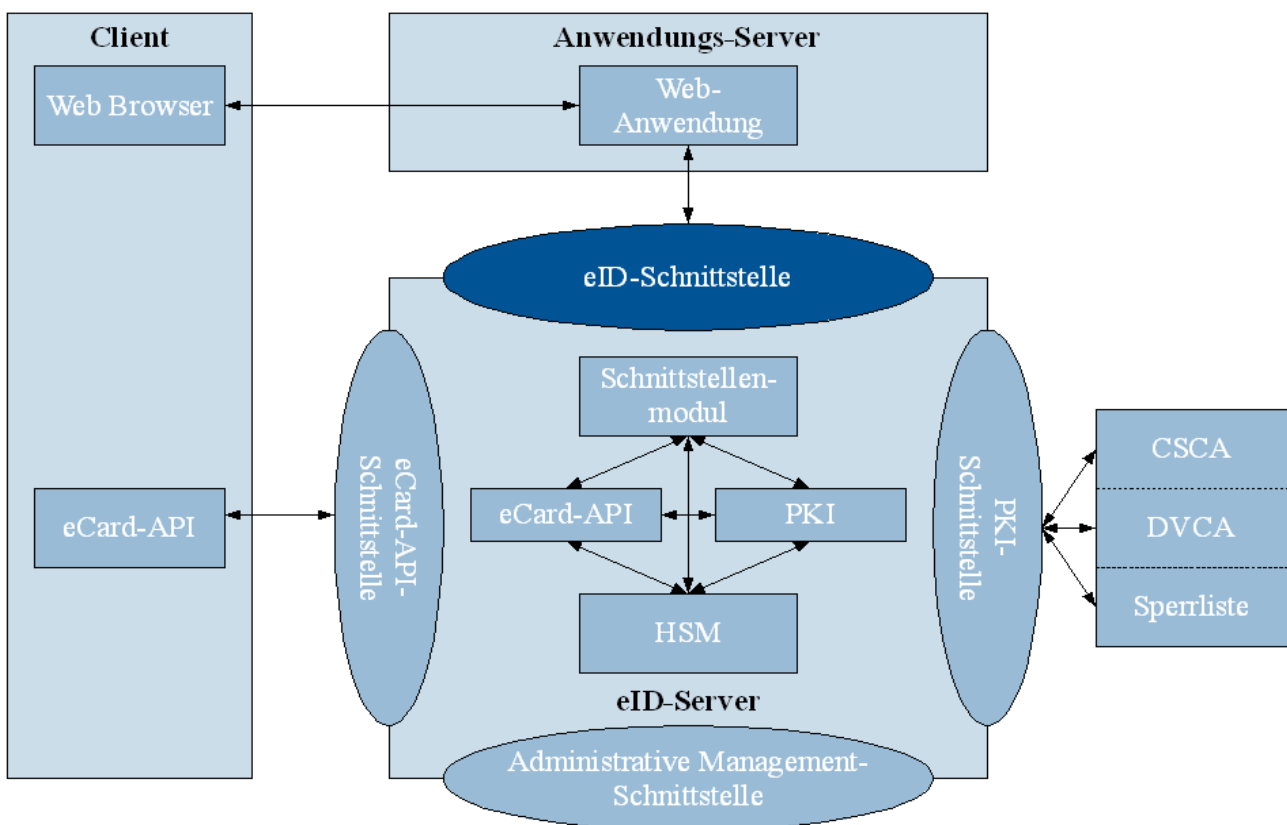 Client
Anwendungs-Server
Web Browser
Web-
Anwendung
eID-Schnittstelle
Schnittstellen-
modul
eCard-API-
Schnittstelle
PKI-
Schnittstelle
CSCA
eCard-API
eCard-API
PKI
DVCA
HSM
Sperrliste
eID-Server
Administrative Management-
Schnittstelle